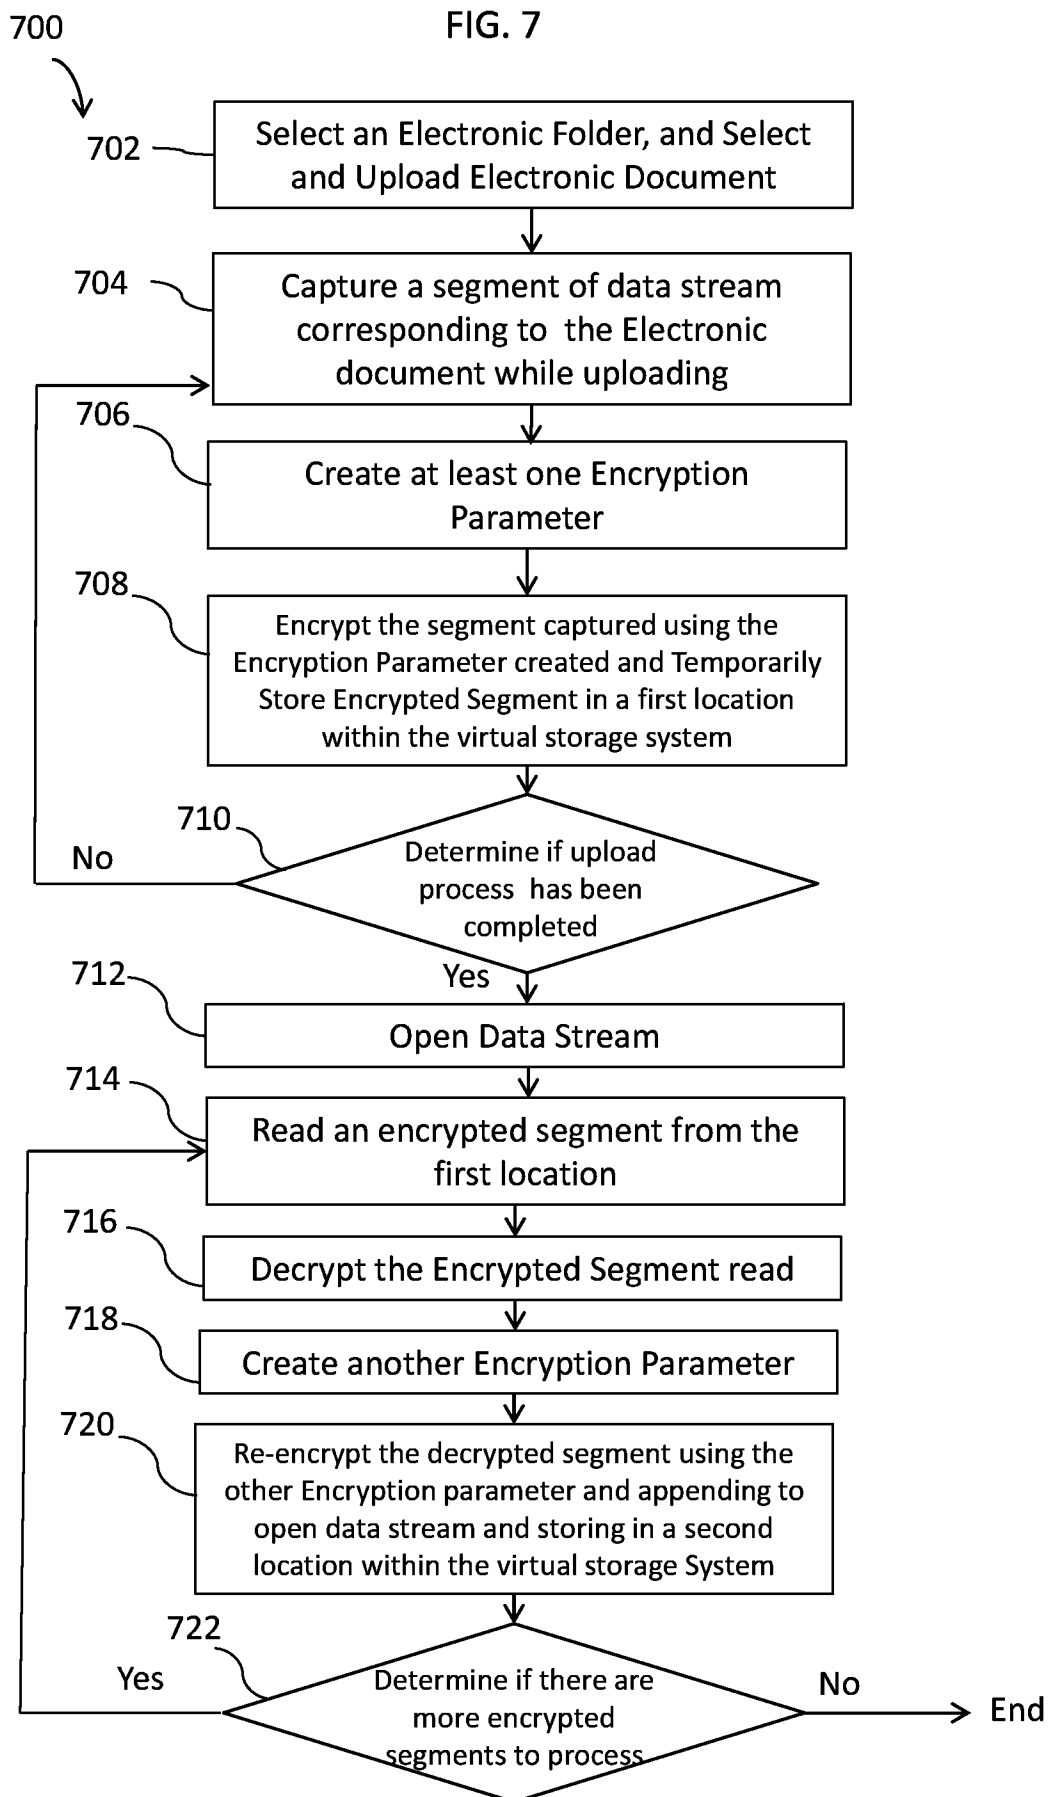 700
FIG. 7
702
Select an Electronic Folder, and Select
and Upload Electronic Document
704
Capture a segment of data stream
corresponding to the Electronic
document while uploading
706
Create at least one Encryption
Parameter
708
Encrypt the segment captured using the
Encryption Parameter created and Temporarily
Store Encrypted Segment in a first location
within the virtual storage system
710
No
Determine if upload
process has been
completed
Yes
712
Open Data Stream
714
Read an encrypted segment from the
first location
716
Decrypt the Encrypted Segment read
718
Create another Encryption Parameter
720
Re-encrypt the decrypted segment using the
other Encryption parameter and appending to
open data stream and storing in a second
location within the virtual storage System
722
Yes
Determine if there are
more encrypted
segments to process
No
End